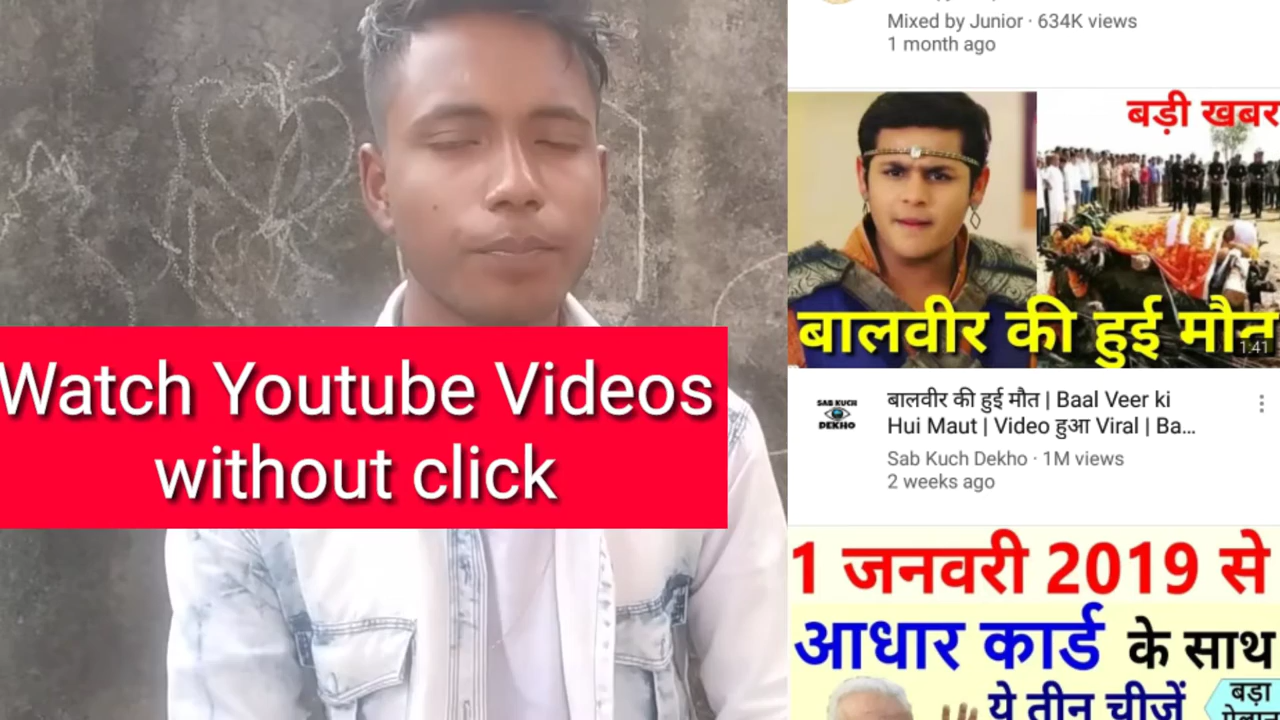 Watch Youtube Videos
without click
Mixed by Junior · 634K views
1 month ago
बड़ी खबर
बालवीर की हुई मौत
1:41
SAB KUCH
DEKHO
बालवीर की हुई मौत | Baal Veer ki
Hui Maut | Video हुआ Viral | Ba...
Sab Kuch Dekho · 1M views
2 weeks ago
1 जनवरी 2019 से
आधार कार्ड के साथ
ये तीन चीजें
बड़ा